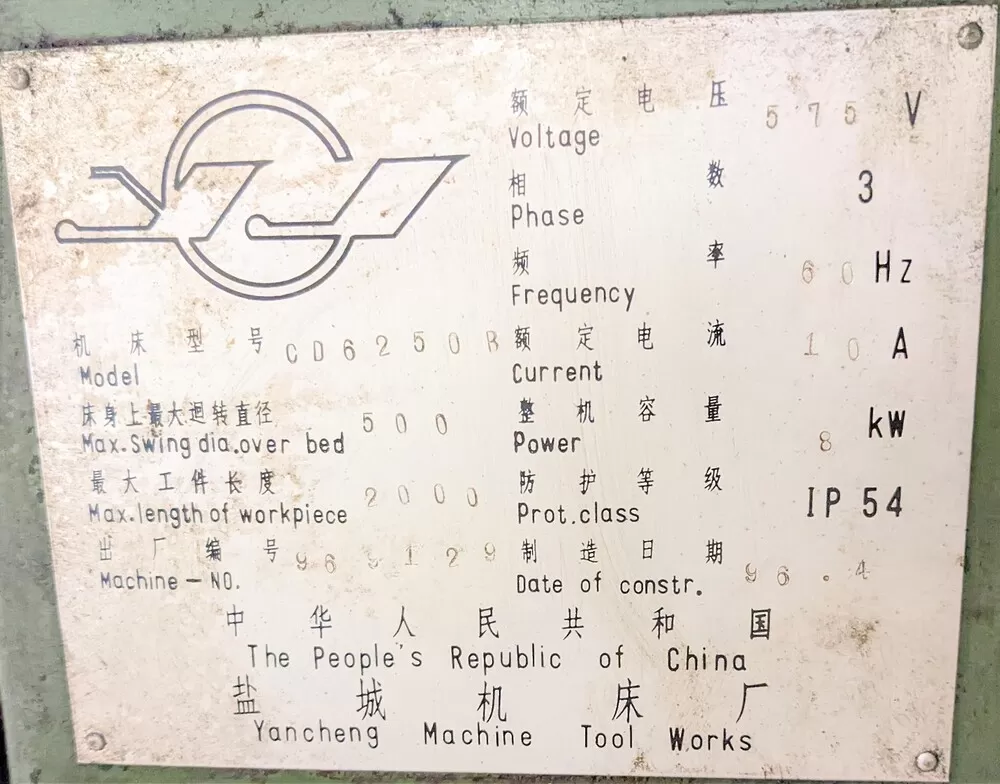 额定电压 575 V
Voltage
相数 3
Phase
频率 60 Hz
Frequency
机床型号 CD6250B
Model
额定电流 10 A
Current
床身上最大迴转直径 500
Max.Swing dia.over bed
整机容量 8 kW
Power
最大工件长度 2000
Max.length of workpiece
防护等级 IP 54
Prot.class
出厂编号 969129
Machine-NO.
制造日期 96.4
Date of constr.
中华人民共和国
The People's Republic of China
盐城机床厂
Yancheng Machine Tool Works